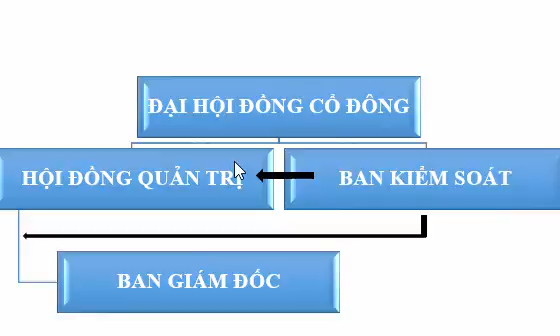 ĐẠI HỘI ĐỒNG CỔ ĐÔNG
HỘI ĐỒNG QUẢN TRỊ
BAN KIỂM SOÁT
BAN GIÁM ĐỐC